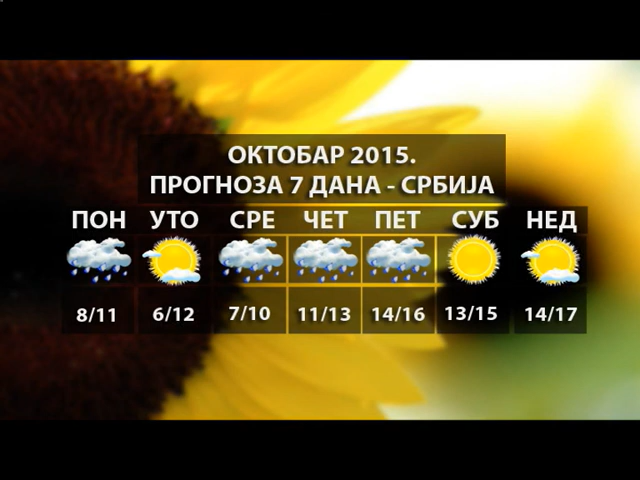 ОКТОБАР 2015.
ПРОГНОЗА 7 ДАНА - СРБИЈА
ПОН УТО СРЕ ЧЕТ ПЕТ СУБ НЕД
8/11 6/12 7/10 11/13 14/16 13/15 14/17